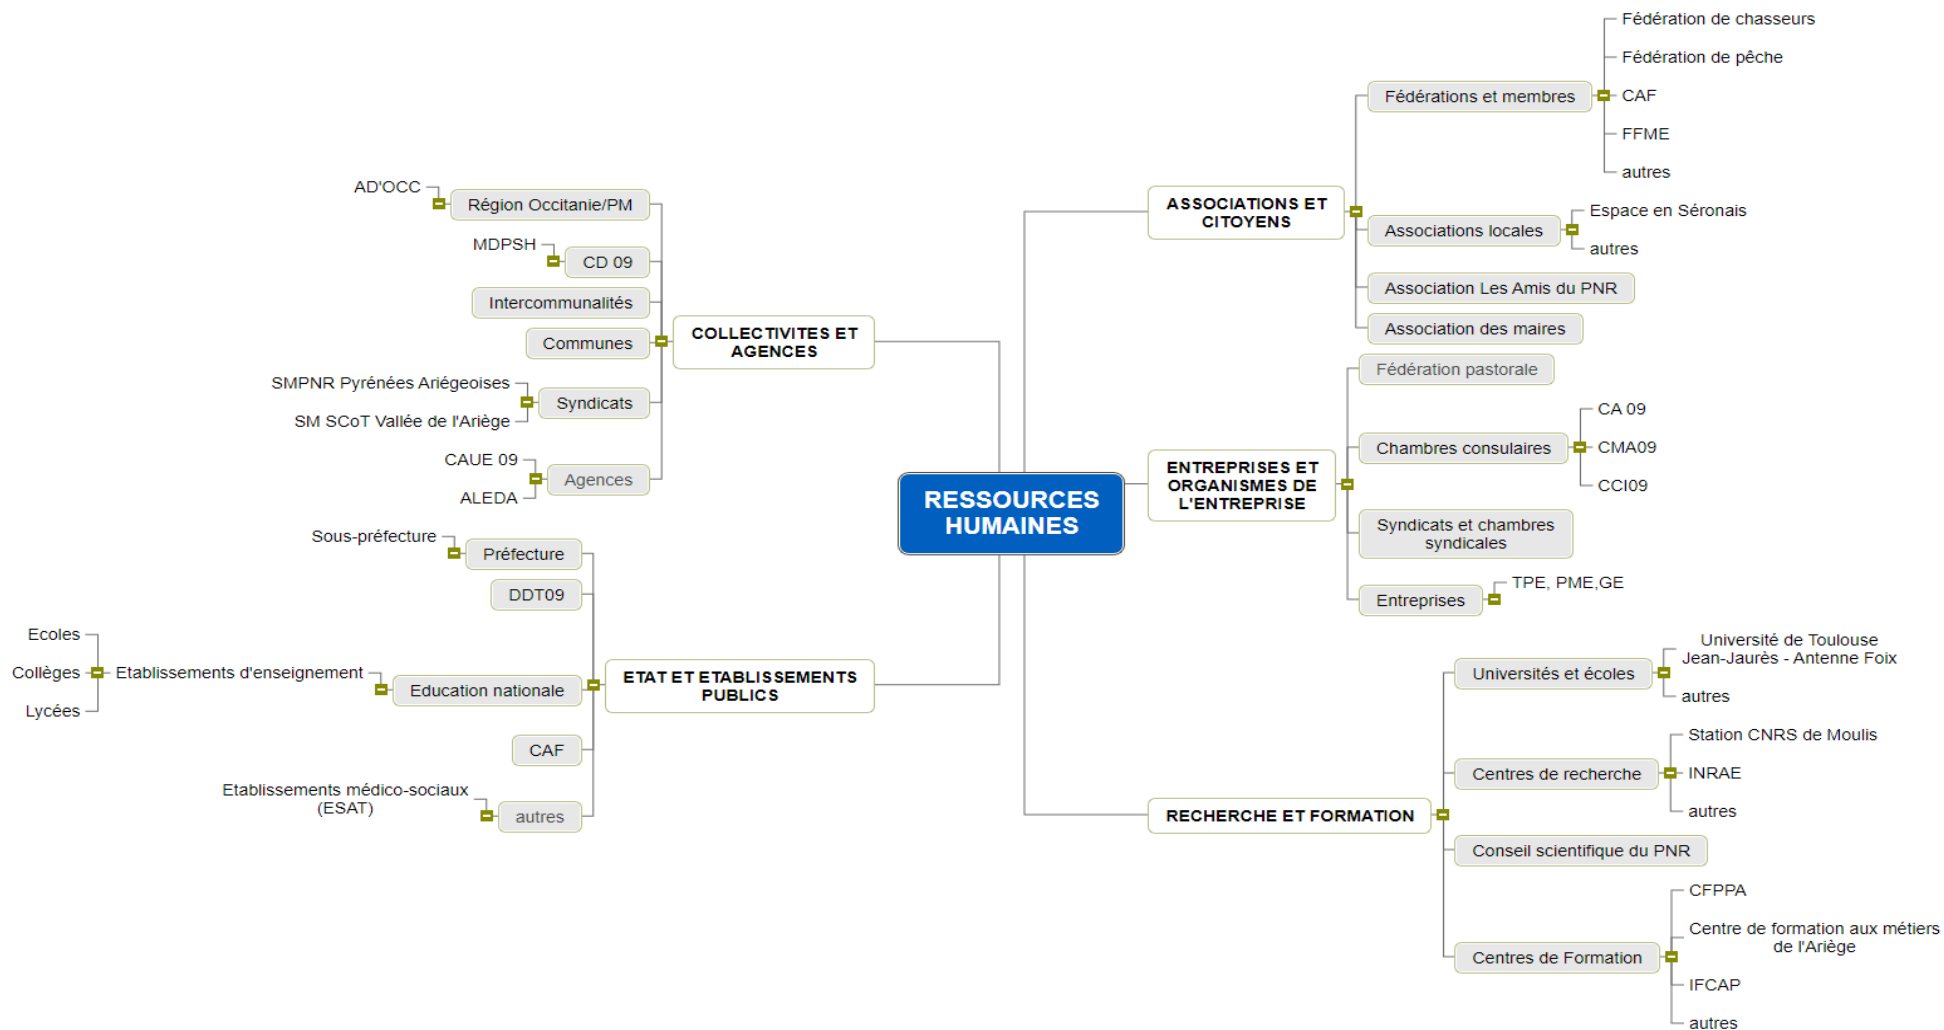 RESSOURCES
HUMAINES
COLLECTIVITES ET
AGENCES
AD'OCC
Région Occitanie/PM
MDPSH
CD 09
Intercommunalités
Communes
SMPNR Pyrénées Ariégeoises
Syndicats
SM SCoT Vallée de l'Ariège
CAUE 09
Agences
ALEDA
ETAT ET ETABLISSEMENTS
PUBLICS
Sous-préfecture
Préfecture
DDT09
Ecoles
Collèges
Lycées
Etablissements d'enseignement
Education nationale
CAF
Etablissements médico-sociaux
(ESAT)
autres
ASSOCIATIONS ET
CITOYENS
Fédérations et membres
Fédération de chasseurs
Fédération de pêche
CAF
FFME
autres
Associations locales
Espace en Séronais
autres
Association Les Amis du PNR
Association des maires
ENTREPRISES ET
ORGANISMES DE
L'ENTREPRISE
Fédération pastorale
Chambres consulaires
CA 09
CMA09
CCI09
Syndicats et chambres
syndicales
Entreprises
TPE, PME,GE
RECHERCHE ET FORMATION
Universités et écoles
Université de Toulouse
Jean-Jaurès - Antenne Foix
autres
Centres de recherche
Station CNRS de Moulis
INRAE
autres
Conseil scientifique du PNR
Centres de Formation
CFPPA
Centre de formation aux métiers
de l'Ariège
IFCAP
autres